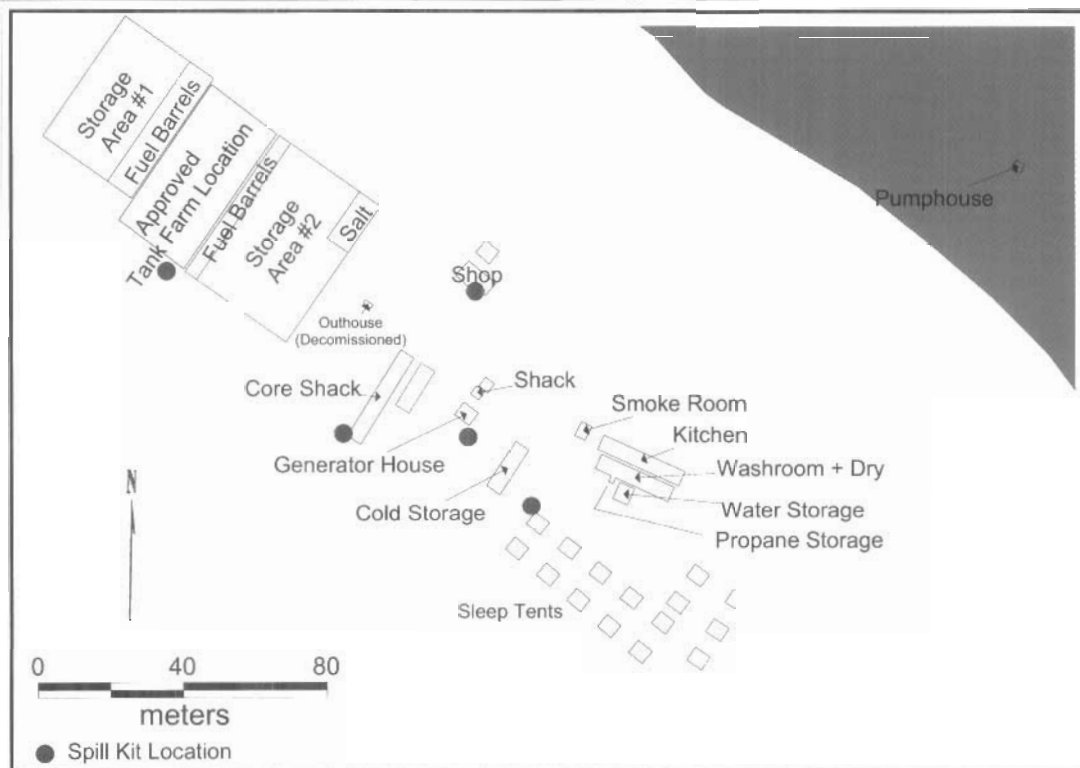 Storage
Area #1
Fuel Barrels
Approved
Tank Farm Location
Fuel Barrels
Storage
Area #2
Salt
Pumphouse
Shop
Outhouse
(Decomissioned)
Core Shack
Shack
Smoke Room
Kitchen
Generator House
Washroom + Dry
Cold Storage
Water Storage
Propane Storage
N
Sleep Tents
0 40 80
meters
Spill Kit Location